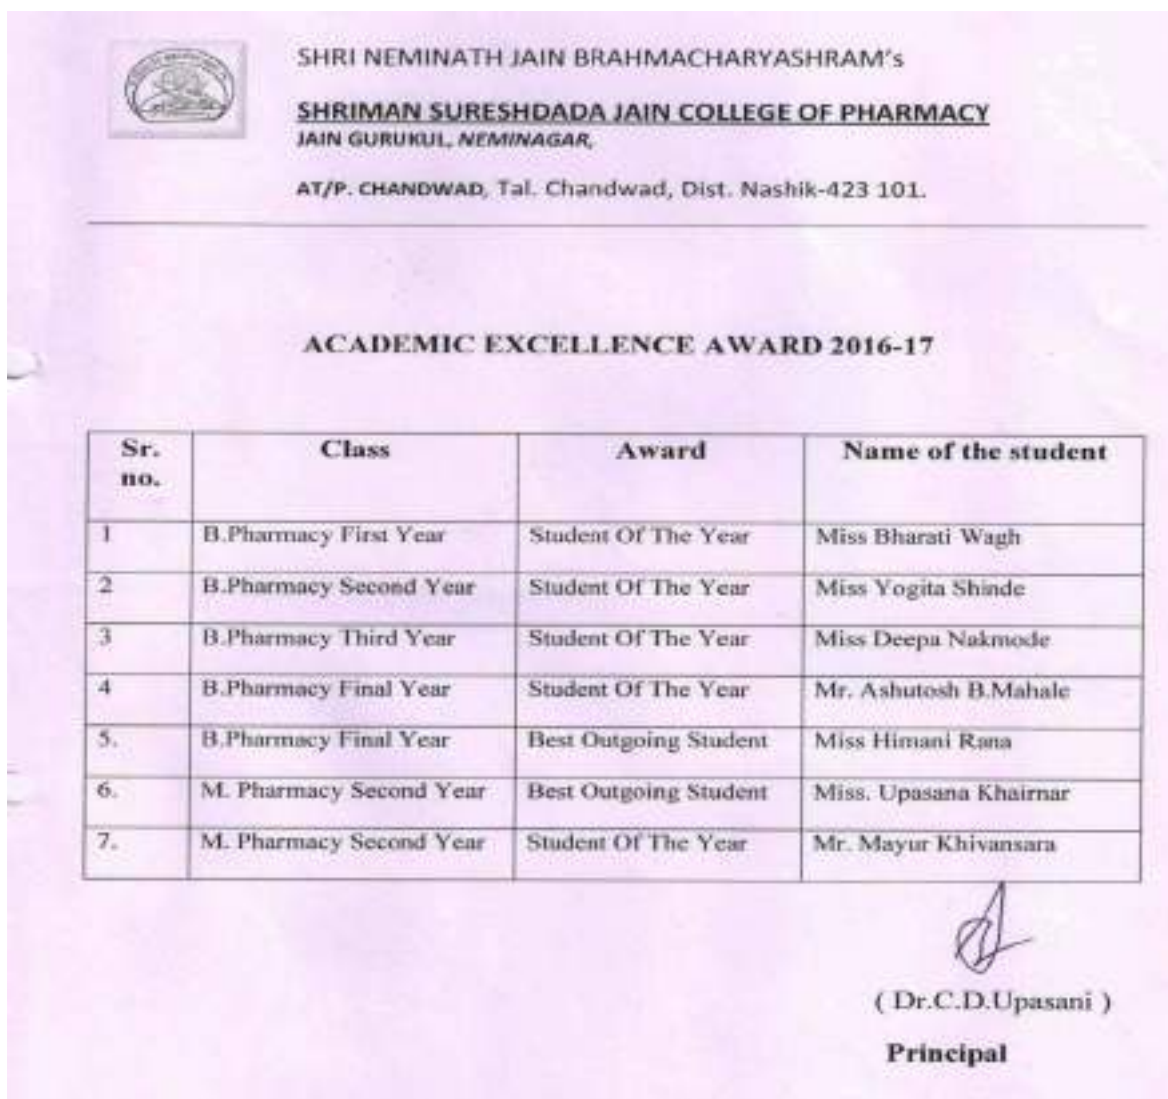 SHRI NEMINATH JAIN BRAHMACHARYASHRAM's
SHRIMAN SURESHDADA JAIN COLLEGE OF PHARMACY
JAIN GURUKUL, NEMINAGAR,
AT/P. CHANDWAD, Tal. Chandwad, Dist. Nashik-423 101.
ACADEMIC EXCELLENCE AWARD 2016-17
Sr. no. Class Award Name of the student
1 B.Pharmacy First Year Student Of The Year Miss Bharati Wagh
2 B.Pharmacy Second Year Student Of The Year Miss Yogita Shinde
3 B.Pharmacy Third Year Student Of The Year Miss Deepa Nakmode
4 B.Pharmacy Final Year Student Of The Year Mr. Ashutosh B.Mahale
5. B.Pharmacy Final Year Best Outgoing Student Miss Himani Rana
6. M. Pharmacy Second Year Best Outgoing Student Miss. Upasana Khairnar
7. M. Pharmacy Second Year Student Of The Year Mr. Mayur Khivansara
( Dr.C.D.Upasani )
Principal